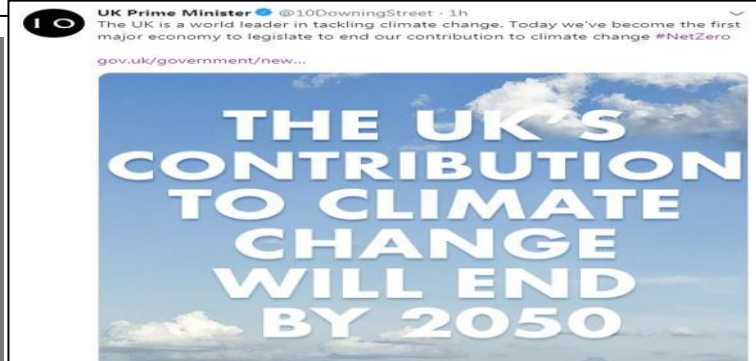 10
UK Prime Minister @10DowningStreet · 1h
The UK is a world leader in tackling climate change. Today we've become the first
major economy to legislate to end our contribution to climate change #NetZero
gov.uk/government/new...
THE UK'S
CONTRIBUTION
TO CLIMATE
CHANGE
WILL END
BY 2050